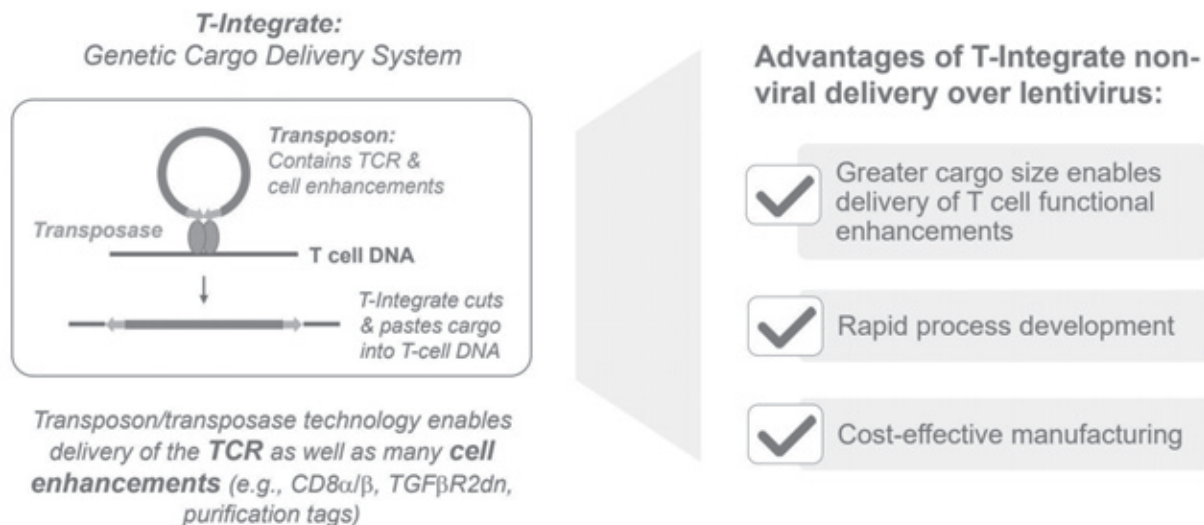 T-Integrate:
Genetic Cargo Delivery System
Transposon:
Contains TCR &
cell enhancements
Transposase
T cell DNA
T-Integrate cuts
& pastes cargo
into T-cell DNA
Transposon/transposase technology enables
delivery of the TCR as well as many cell
enhancements (e.g., CD8α/β, TGFβR2dn,
purification tags)
Advantages of T-Integrate non-
viral delivery over lentivirus:
Greater cargo size enables
delivery of T cell functional
enhancements
Rapid process development
Cost-effective manufacturing